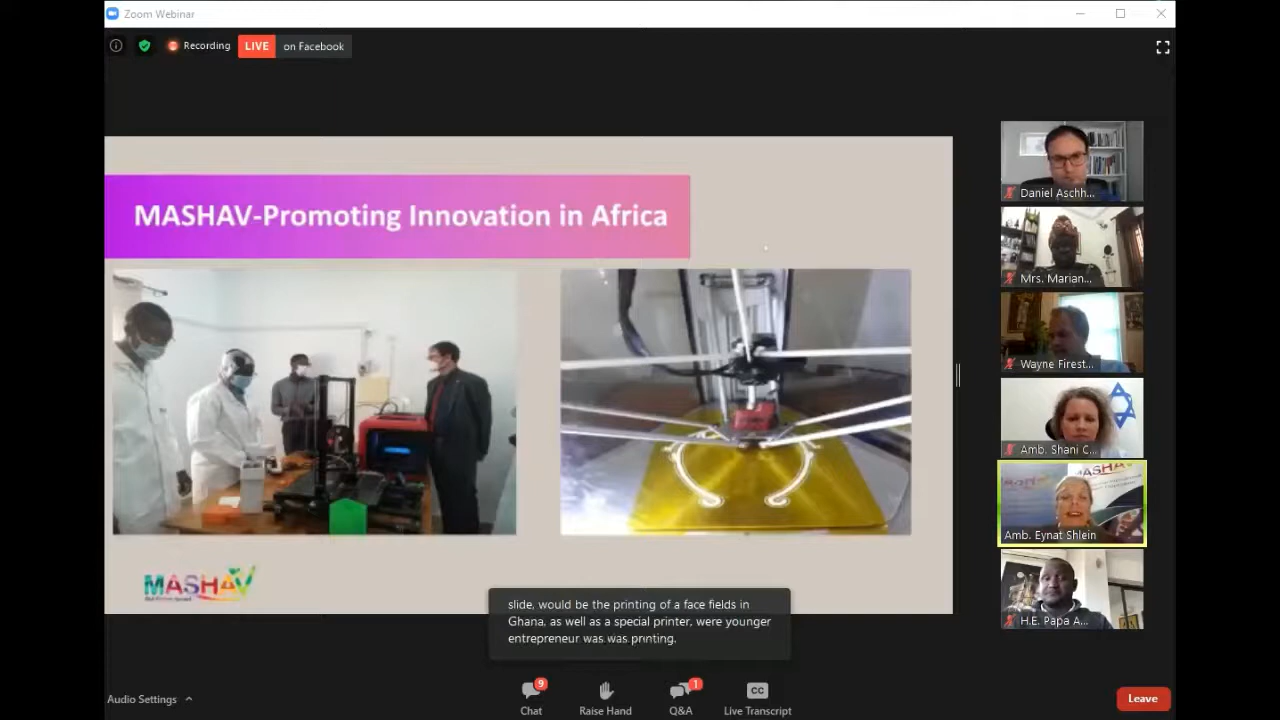 Zoom Webinar
Recording
LIVE on Facebook
MASHAV-Promoting Innovation in Africa
MASHAV
Daniel Aschh...
Mrs. Marian...
Wayne Firest...
Amb. Shani C...
MASHAV
Amb. Eynat Shlein
H.E. Papa A...
slide, would be the printing of a face fields in
Ghana, as well as a special printer, were younger
entrepreneur was was printing.
Audio Settings
9
Chat
Raise Hand
1
Q&A
CC
Live Transcript
Leave